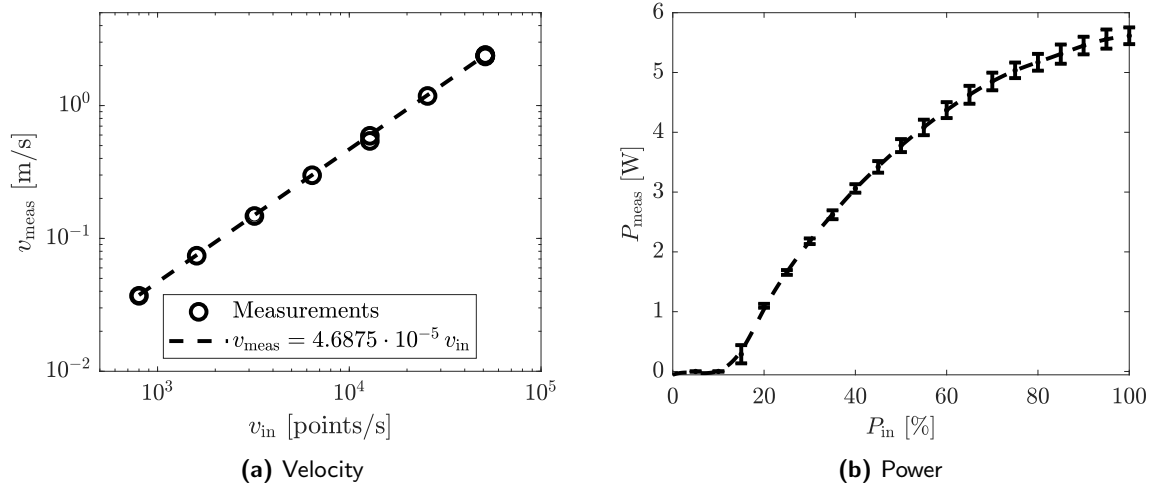 10^0
10^{-1}
10^{-2}
10^3
10^4
10^5
v_meas [m/s]
v_in [points/s]
Measurements
v_meas = 4.6875 · 10^{-5} v_in
(a) Velocity
6
5
4
3
2
1
0
0 20 40 60 80 100
P_meas [W]
P_in [%]
(b) Power